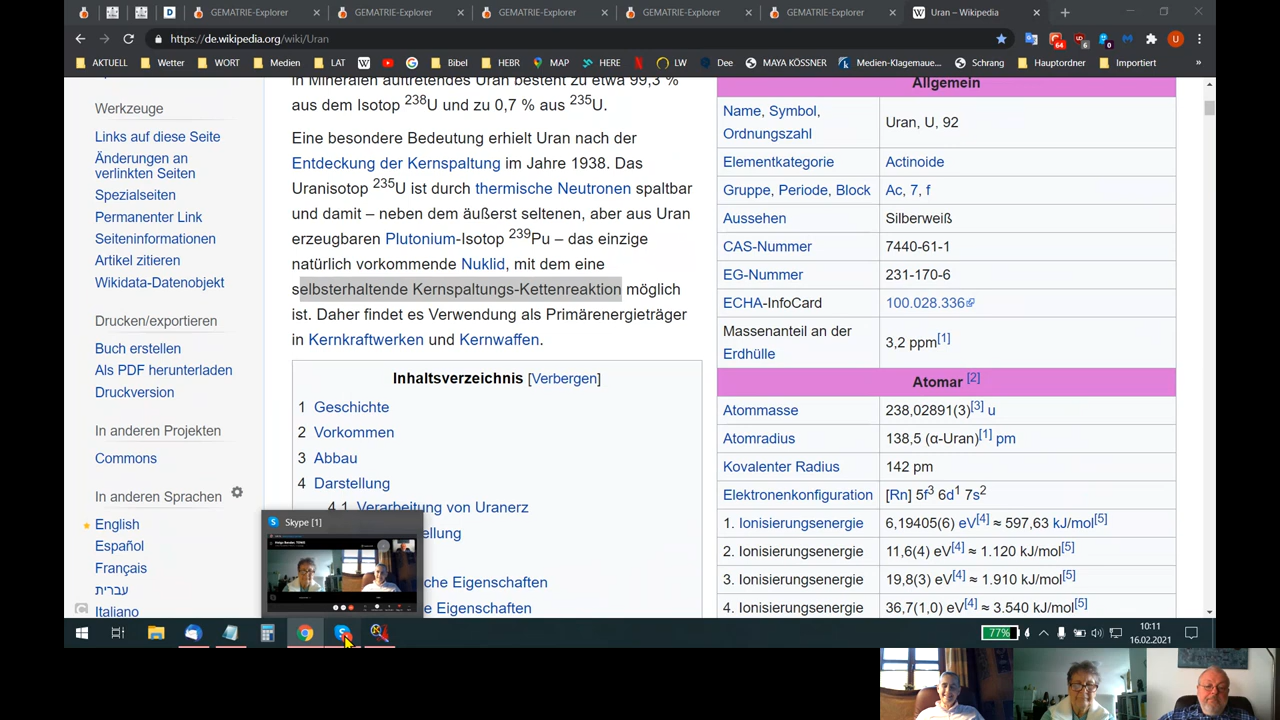 GEMATRIE-Explorer
GEMATRIE-Explorer
GEMATRIE-Explorer
GEMATRIE-Explorer
GEMATRIE-Explorer
Uran – Wikipedia
https://de.wikipedia.org/wiki/Uran
64
6
0
U
AKTUELL
Wetter
WORT
Medien
LAT
Bibel
HEBR
MAP
HERE
LW
Dee
MAYA KÖSSNER
Medien-Klagemaue...
Schrang
Hauptordner
Importiert
»
Werkzeuge
Links auf diese Seite
Änderungen an
verlinkten Seiten
Spezialseiten
Permanenter Link
Seiteninformationen
Artikel zitieren
Wikidata-Datenobjekt
Drucken/exportieren
Buch erstellen
Als PDF herunterladen
Druckversion
In anderen Projekten
Commons
In anderen Sprachen
English
Español
Français
עברית
Italiano
in Mineralen auftretendes Uran besteht zu etwa 99,3 %
aus dem Isotop ²³⁸U und zu 0,7 % aus ²³⁵U.
Eine besondere Bedeutung erhielt Uran nach der
Entdeckung der Kernspaltung im Jahre 1938. Das
Uranisotop ²³⁵U ist durch thermische Neutronen spaltbar
und damit – neben dem äußerst seltenen, aber aus Uran
erzeugbaren Plutonium-Isotop ²³⁹Pu – das einzige
natürlich vorkommende Nuklid, mit dem eine
selbsterhaltende Kernspaltungs-Kettenreaktion möglich
ist. Daher findet es Verwendung als Primärenergieträger
in Kernkraftwerken und Kernwaffen.
Inhaltsverzeichnis [Verbergen]
1 Geschichte
2 Vorkommen
3 Abbau
4 Darstellung
4.1 Verarbeitung von Uranerz
ellung
che Eigenschaften
e Eigenschaften
Skype [1]
Allgemein
Name, Symbol, Ordnungszahl Uran, U, 92
Elementkategorie Actinoide
Gruppe, Periode, Block Ac, 7, f
Aussehen Silberweiß
CAS-Nummer 7440-61-1
EG-Nummer 231-170-6
ECHA-InfoCard 100.028.336
Massenanteil an der Erdhülle 3,2 ppm[1]
Atomar [2]
Atommasse 238,02891(3)[3] u
Atomradius 138,5 (α-Uran)[1] pm
Kovalenter Radius 142 pm
Elektronenkonfiguration [Rn] 5f³ 6d¹ 7s²
1. Ionisierungsenergie 6,19405(6) eV[4] ≈ 597,63 kJ/mol[5]
2. Ionisierungsenergie 11,6(4) eV[4] ≈ 1.120 kJ/mol[5]
3. Ionisierungsenergie 19,8(3) eV[4] ≈ 1.910 kJ/mol[5]
4. Ionisierungsenergie 36,7(1,0) eV[4] ≈ 3.540 kJ/mol[5]
77%
10:11
16.02.2021